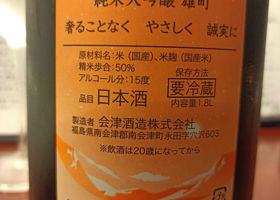 純米大吟醸 雄町
奢ることなく やさしく 誠実に
原材料名:米(国産)、米麹(国産米)
精米歩合:50%
アルコール分:15度
保存方法
要冷蔵
内容量:1.8L
品目 日本酒
製造者 会津酒造株式会社
福島県南会津郡南会津町永田字穴沢603
※飲酒は20歳になってから